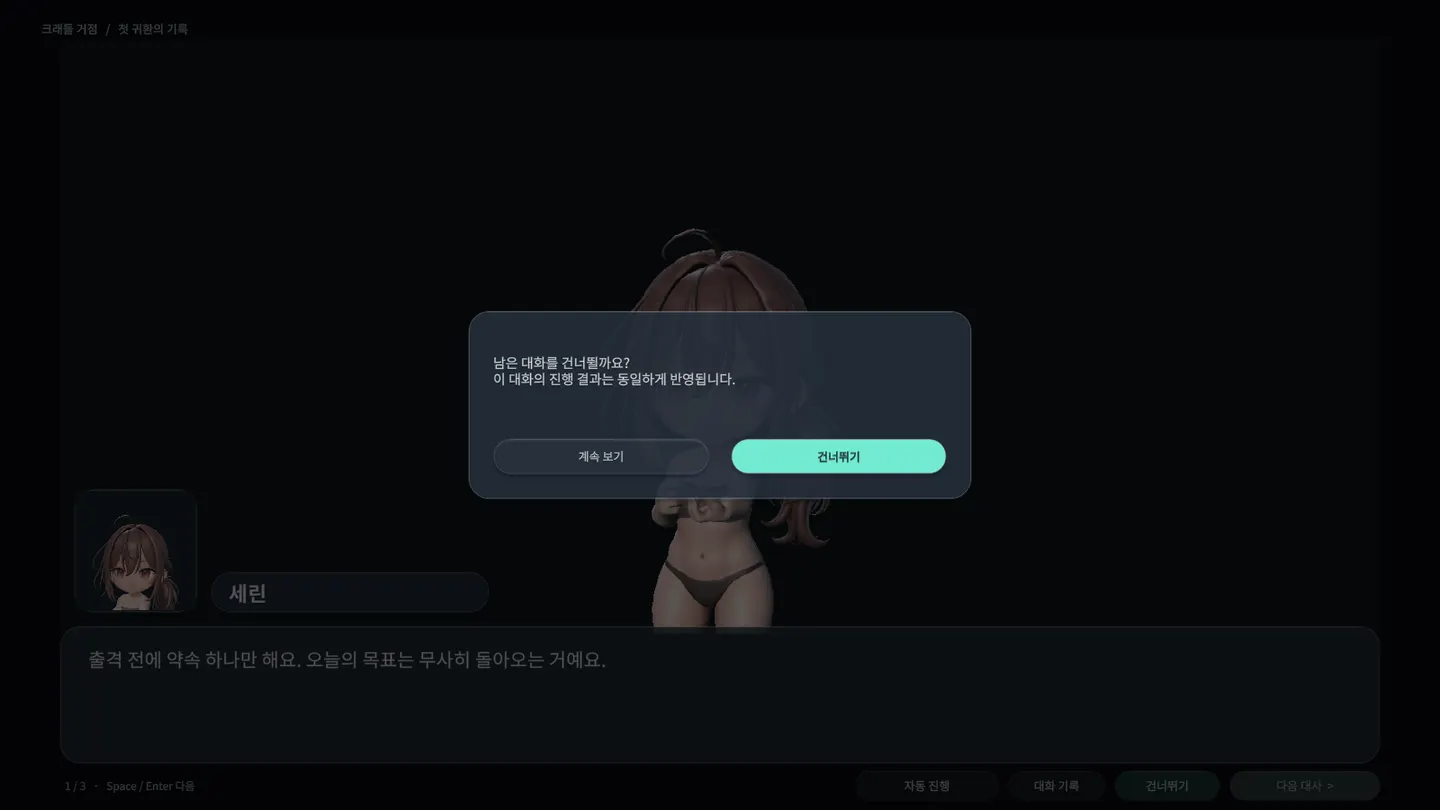 크래들 거점 / 첫 귀환의 기록
남은 대화를 건너뛸까요?
이 대화의 진행 결과는 동일하게 반영됩니다.
계속 보기
건너뛰기
세린
출격 전에 약속 하나만 해요. 오늘의 목표는 무사히 돌아오는 거예요.
1 / 3 · Space / Enter 다음
자동 진행
대화 기록
건너뛰기
다음 대사 >